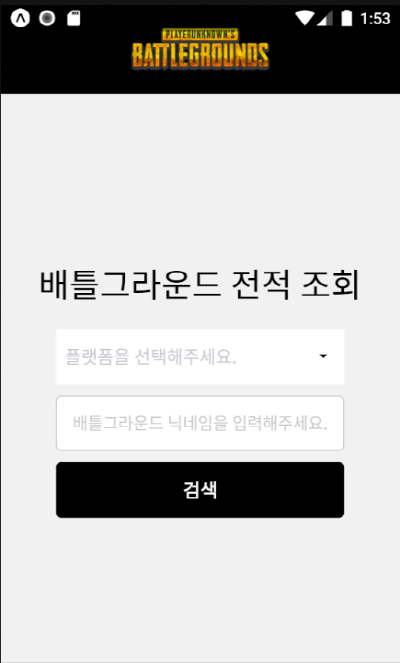 1:53
PLAYERUNKNOWN'S
BATTLEGROUNDS
배틀그라운드 전적 조회
플랫폼을 선택해주세요.
배틀그라운드 닉네임을 입력해주세요.
검색